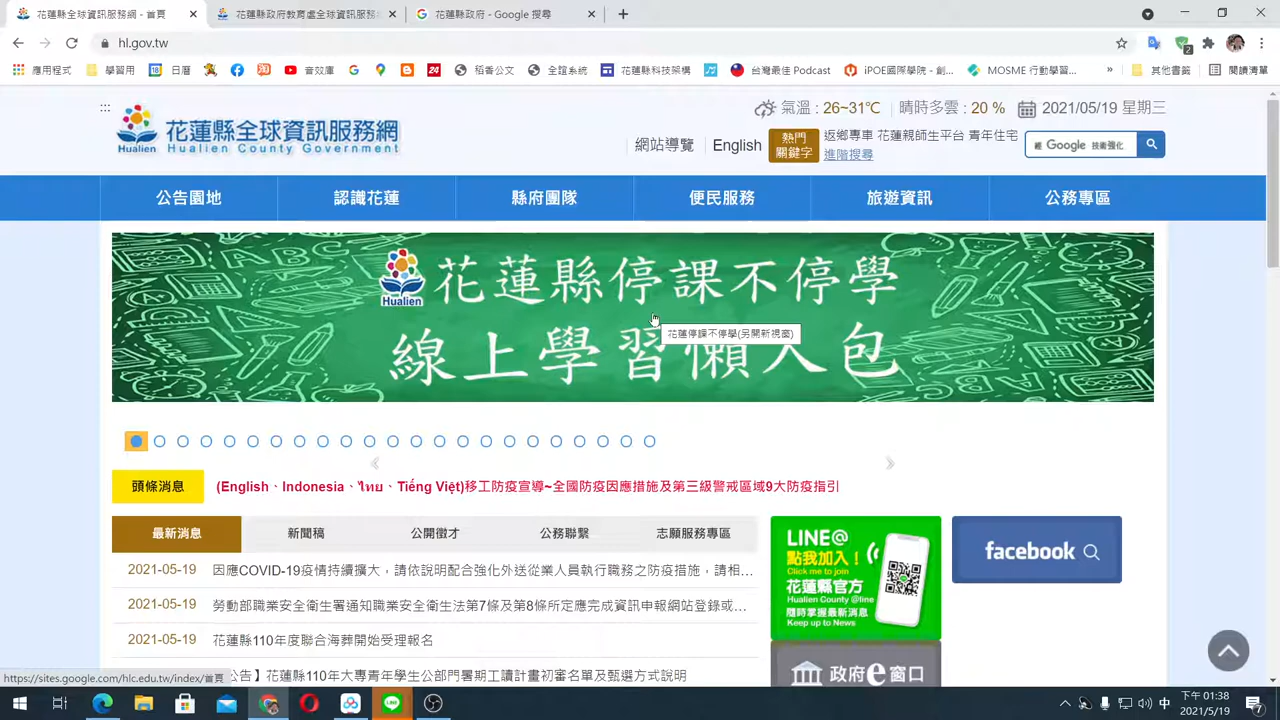 花蓮縣全球資訊服務網 - 首頁
花蓮縣政府教育處全球資訊服務
花蓮縣政府 - Google 搜尋
hl.gov.tw
2
應用程式
學習用
日曆
音效庫
稻香公文
全誼系統
花蓮縣科技架構
台灣最佳 Podcast
iPOE國際學院 - 創...
MOSME 行動學習...
»
其他書籤
閱讀清單
:::
氣溫 : 26~31℃
晴時多雲 : 20 %
2021/05/19 星期三
Hualien
花蓮縣全球資訊服務網
Hualien County Government
網站導覽
English
熱門
關鍵字
返鄉專車 花蓮親師生平台 青年住宅
進階搜尋
經 Google 技術強化
公告園地
認識花蓮
縣府團隊
便民服務
旅遊資訊
公務專區
Hualien
花蓮縣停課不停學
線上學習懶人包
花蓮停課不停學(另開新視窗)
頭條消息
(English、Indonesia、ไทย、Tiếng Việt)移工防疫宣導~全國防疫因應措施及第三級警戒區域9大防疫指引
最新消息
新聞稿
公開徵才
公務聯繫
志願服務專區
2021-05-19 因應COVID-19疫情持續擴大，請依說明配合強化外送從業人員執行職務之防疫措施，請相...
2021-05-19 勞動部職業安全衛生署通知職業安全衛生法第7條及第8條所定應完成資訊申報網站登錄或...
2021-05-19 花蓮縣110年度聯合海葬開始受理報名
公告】花蓮縣110年大專青年學生公部門暑期工讀計畫初審名單及甄選方式說明
LINE@
點我加入！
Click me to join
花蓮縣官方
Hualien County @line
隨時掌握最新消息
Keep up to News
facebook
政府e窗口
https://sites.google.com/hlc.edu.tw/index/首頁
LINE
中
下午 01:38
2021/5/19
7